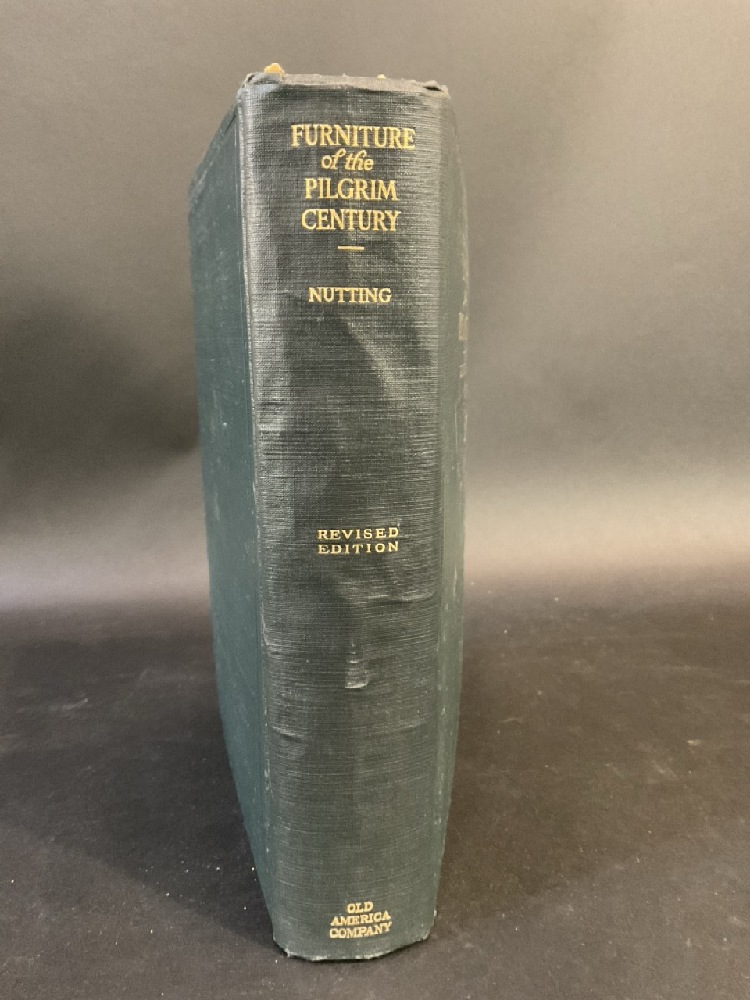 FURNITURE
of the
PILGRIM
CENTURY
NUTTING
REVISED
EDITION
OLD
AMERICA
COMPANY